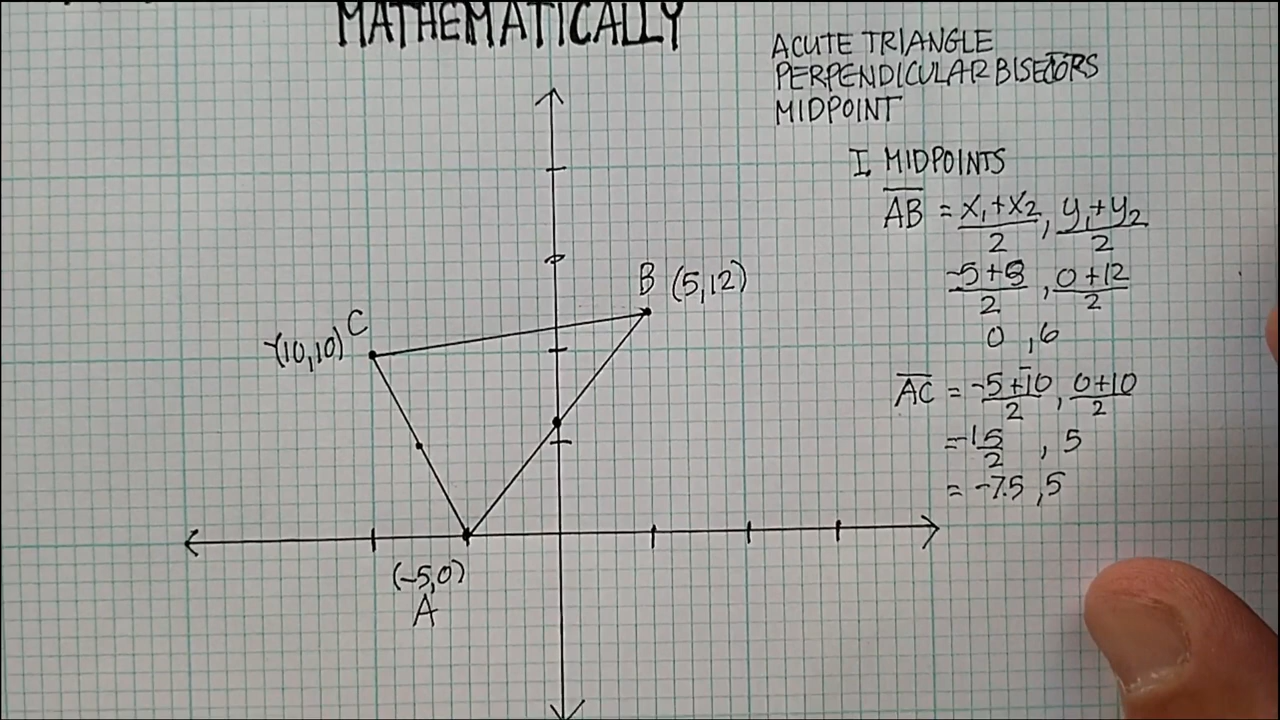 MATHEMATICALLY
ACUTE TRIANGLE
PERPENDICULAR BISECTORS
MIDPOINT
I. MIDPOINTS
AB = x₁+x₂/2, y₁+y₂/2
-5+5/2, 0+12/2
0, 6
AC = -5+-10/2, 0+10/2
= -15/2, 5
= -7.5, 5
B (5,12)
C
-(10,10)
(-5,0)
A